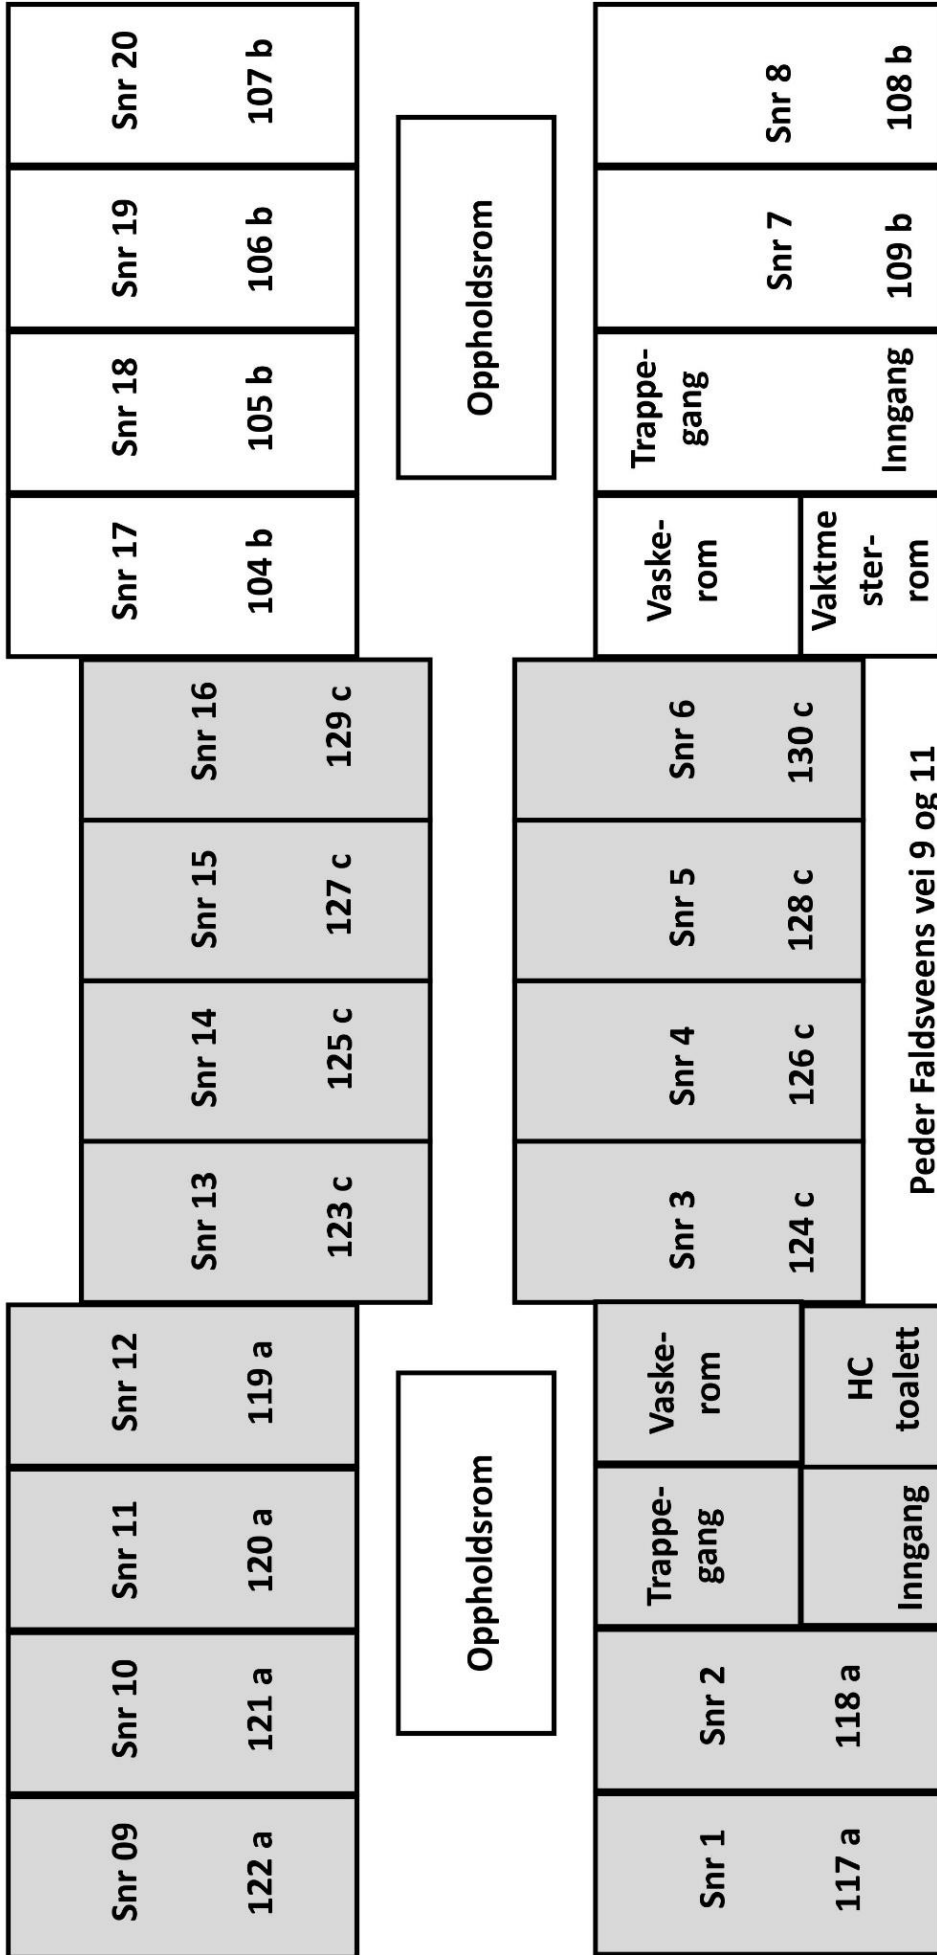 Snr 09
122 a
Snr 10
121 a
Snr 11
120 a
Snr 12
119 a
Snr 13
123 c
Snr 14
125 c
Snr 15
127 c
Snr 16
129 c
Snr 17
104 b
Snr 18
105 b
Snr 19
106 b
Snr 20
107 b
Oppholdsrom
Oppholdsrom
Snr 1
117 a
Snr 2
118 a
Trappe-
gang
Inngang
Vaske-
rom
HC
toalett
Snr 3
124 c
Snr 4
126 c
Snr 5
128 c
Snr 6
130 c
Vaske-
rom
Vaktme
ster-
rom
Trappe-
gang
Inngang
Snr 7
109 b
Snr 8
108 b
Peder Faldsveens vei 9 og 11